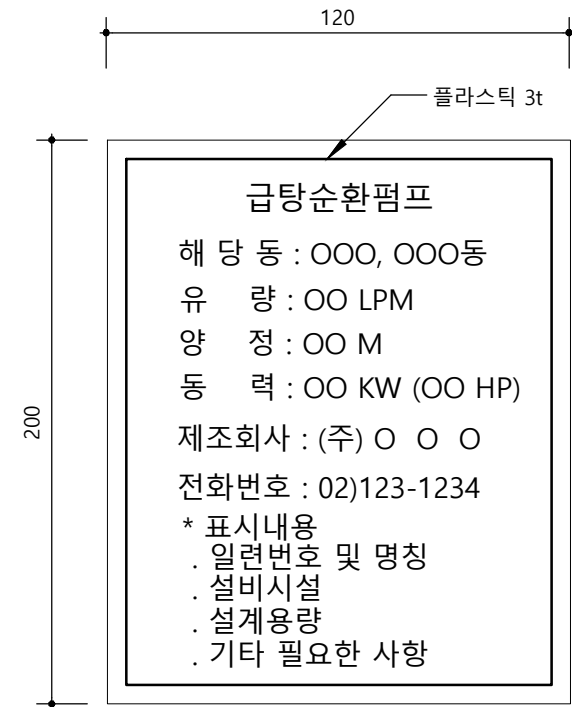 120
플라스틱 3t
200
급탕순환펌프
해 당 동 : OOO, OOO동
유 량 : OO LPM
양 정 : OO M
동 력 : OO KW (OO HP)
제조회사 : (주) O O O
전화번호 : 02)123-1234
* 표시내용
. 일련번호 및 명칭
. 설비시설
. 설계용량
. 기타 필요한 사항